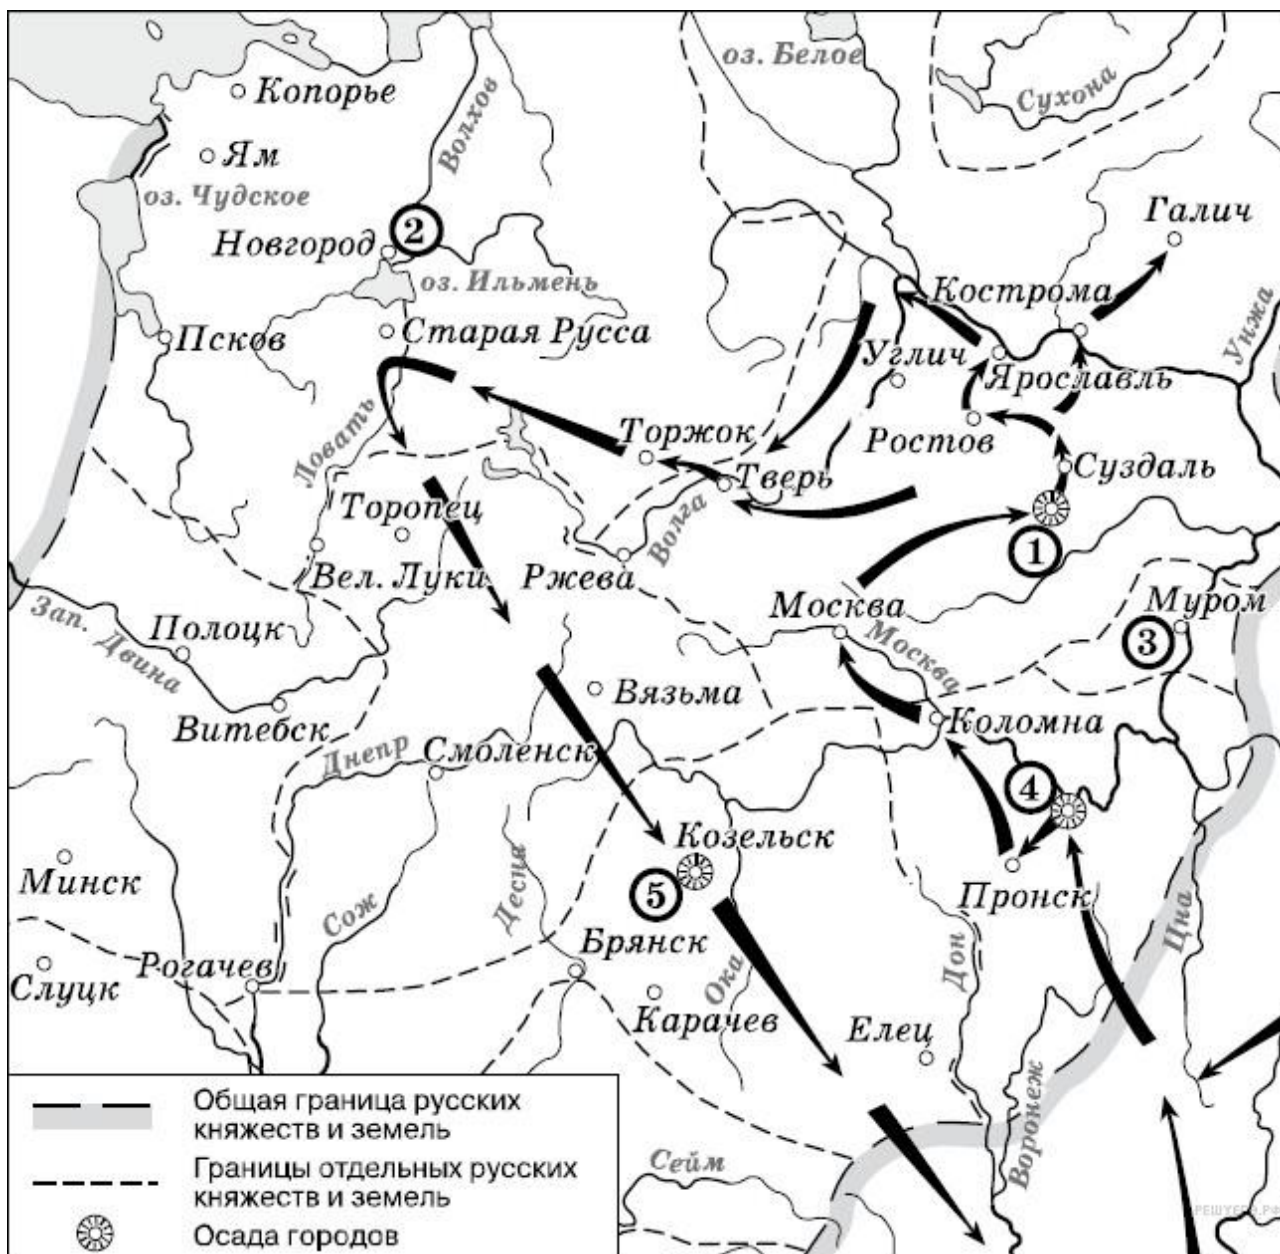 оз. Белое
Сухона
Копорье
Волхов
Ям
оз. Чудское
Галич
2
Новгород
оз. Ильмень
Кострома
Унжа
Псков
Старая Русса
Углич
Ярославль
Ловать
Торжок
Ростов
Суздаль
Тверь
Торопец
Волга
1
Вел. Луки
Ржева
Москва
Муром
Зап. Двина
Полоцк
Москва
3
Вязьма
Витебск
Коломна
Днепр
Смоленск
4
Козельск
Минск
5
Пронск
Десна
Сож
Цна
Брянск
Дон
Рогачев
Слуцк
Ока
Карачев
Елец
Воронеж
Сейм
Общая граница русских
княжеств и земель
Границы отдельных русских
княжеств и земель
Осада городов
РЕШУЕГЭ.РФ